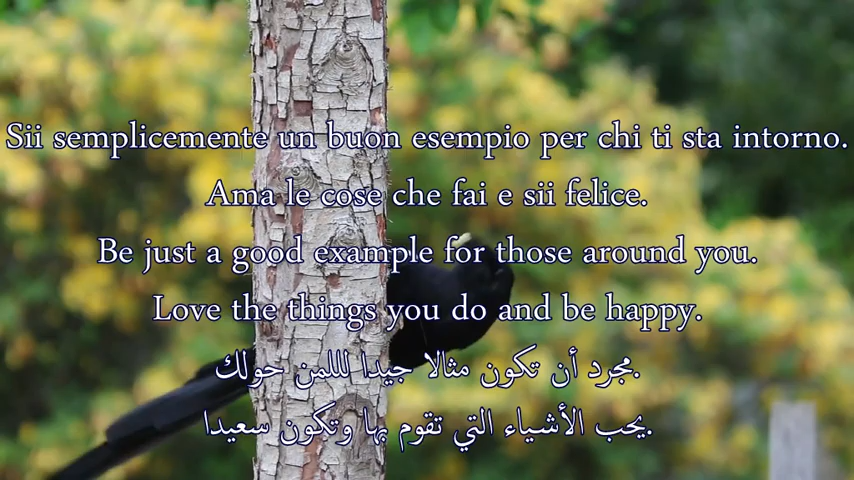 Sii semplicemente un buon esempio per chi ti sta intorno.
Ama le cose che fai e sii felice.
Be just a good example for those around you.
Love the things you do and be happy.
مجرد أن تكون مثالا جيدا لللمن حولك.
يحب الأشياء التي تقوم بها وتكون سعيدا.